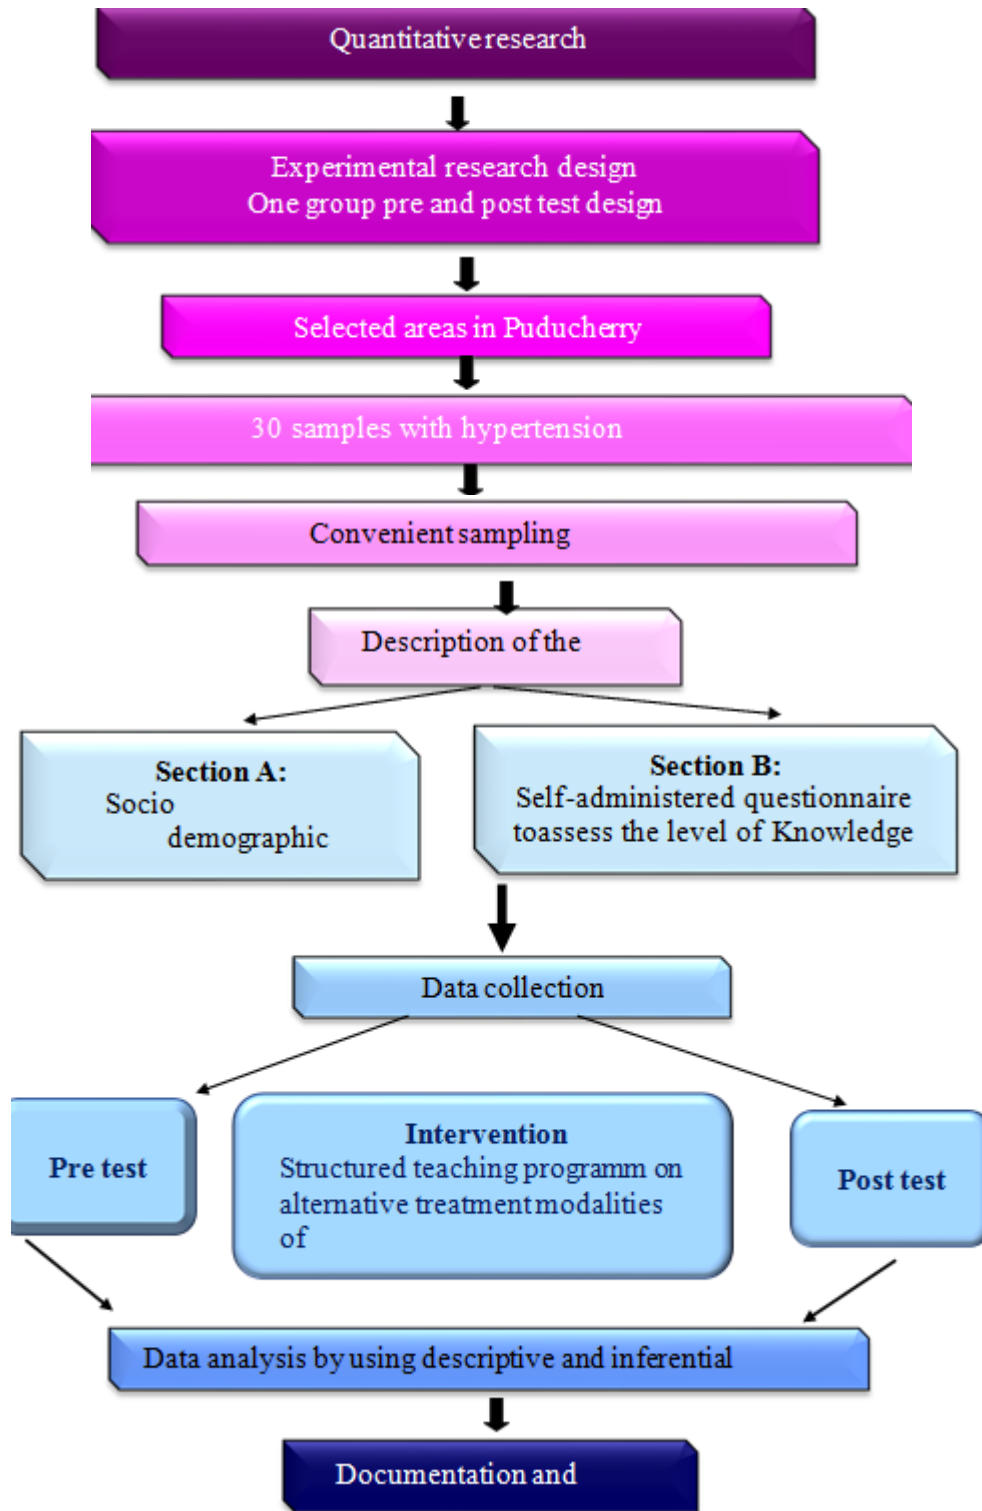 Quantitative research
Experimental research design
One group pre and post test design
Selected areas in Puducherry
30 samples with hypertension
Convenient sampling
Description of the
Section A:
Socio
demographic
Section B:
Self-administered questionnaire
toassess the level of Knowledge
Data collection
Pre test
Intervention
Structured teaching programm on
alternative treatment modalities
of
Post test
Data analysis by using descriptive and inferential
Documentation and